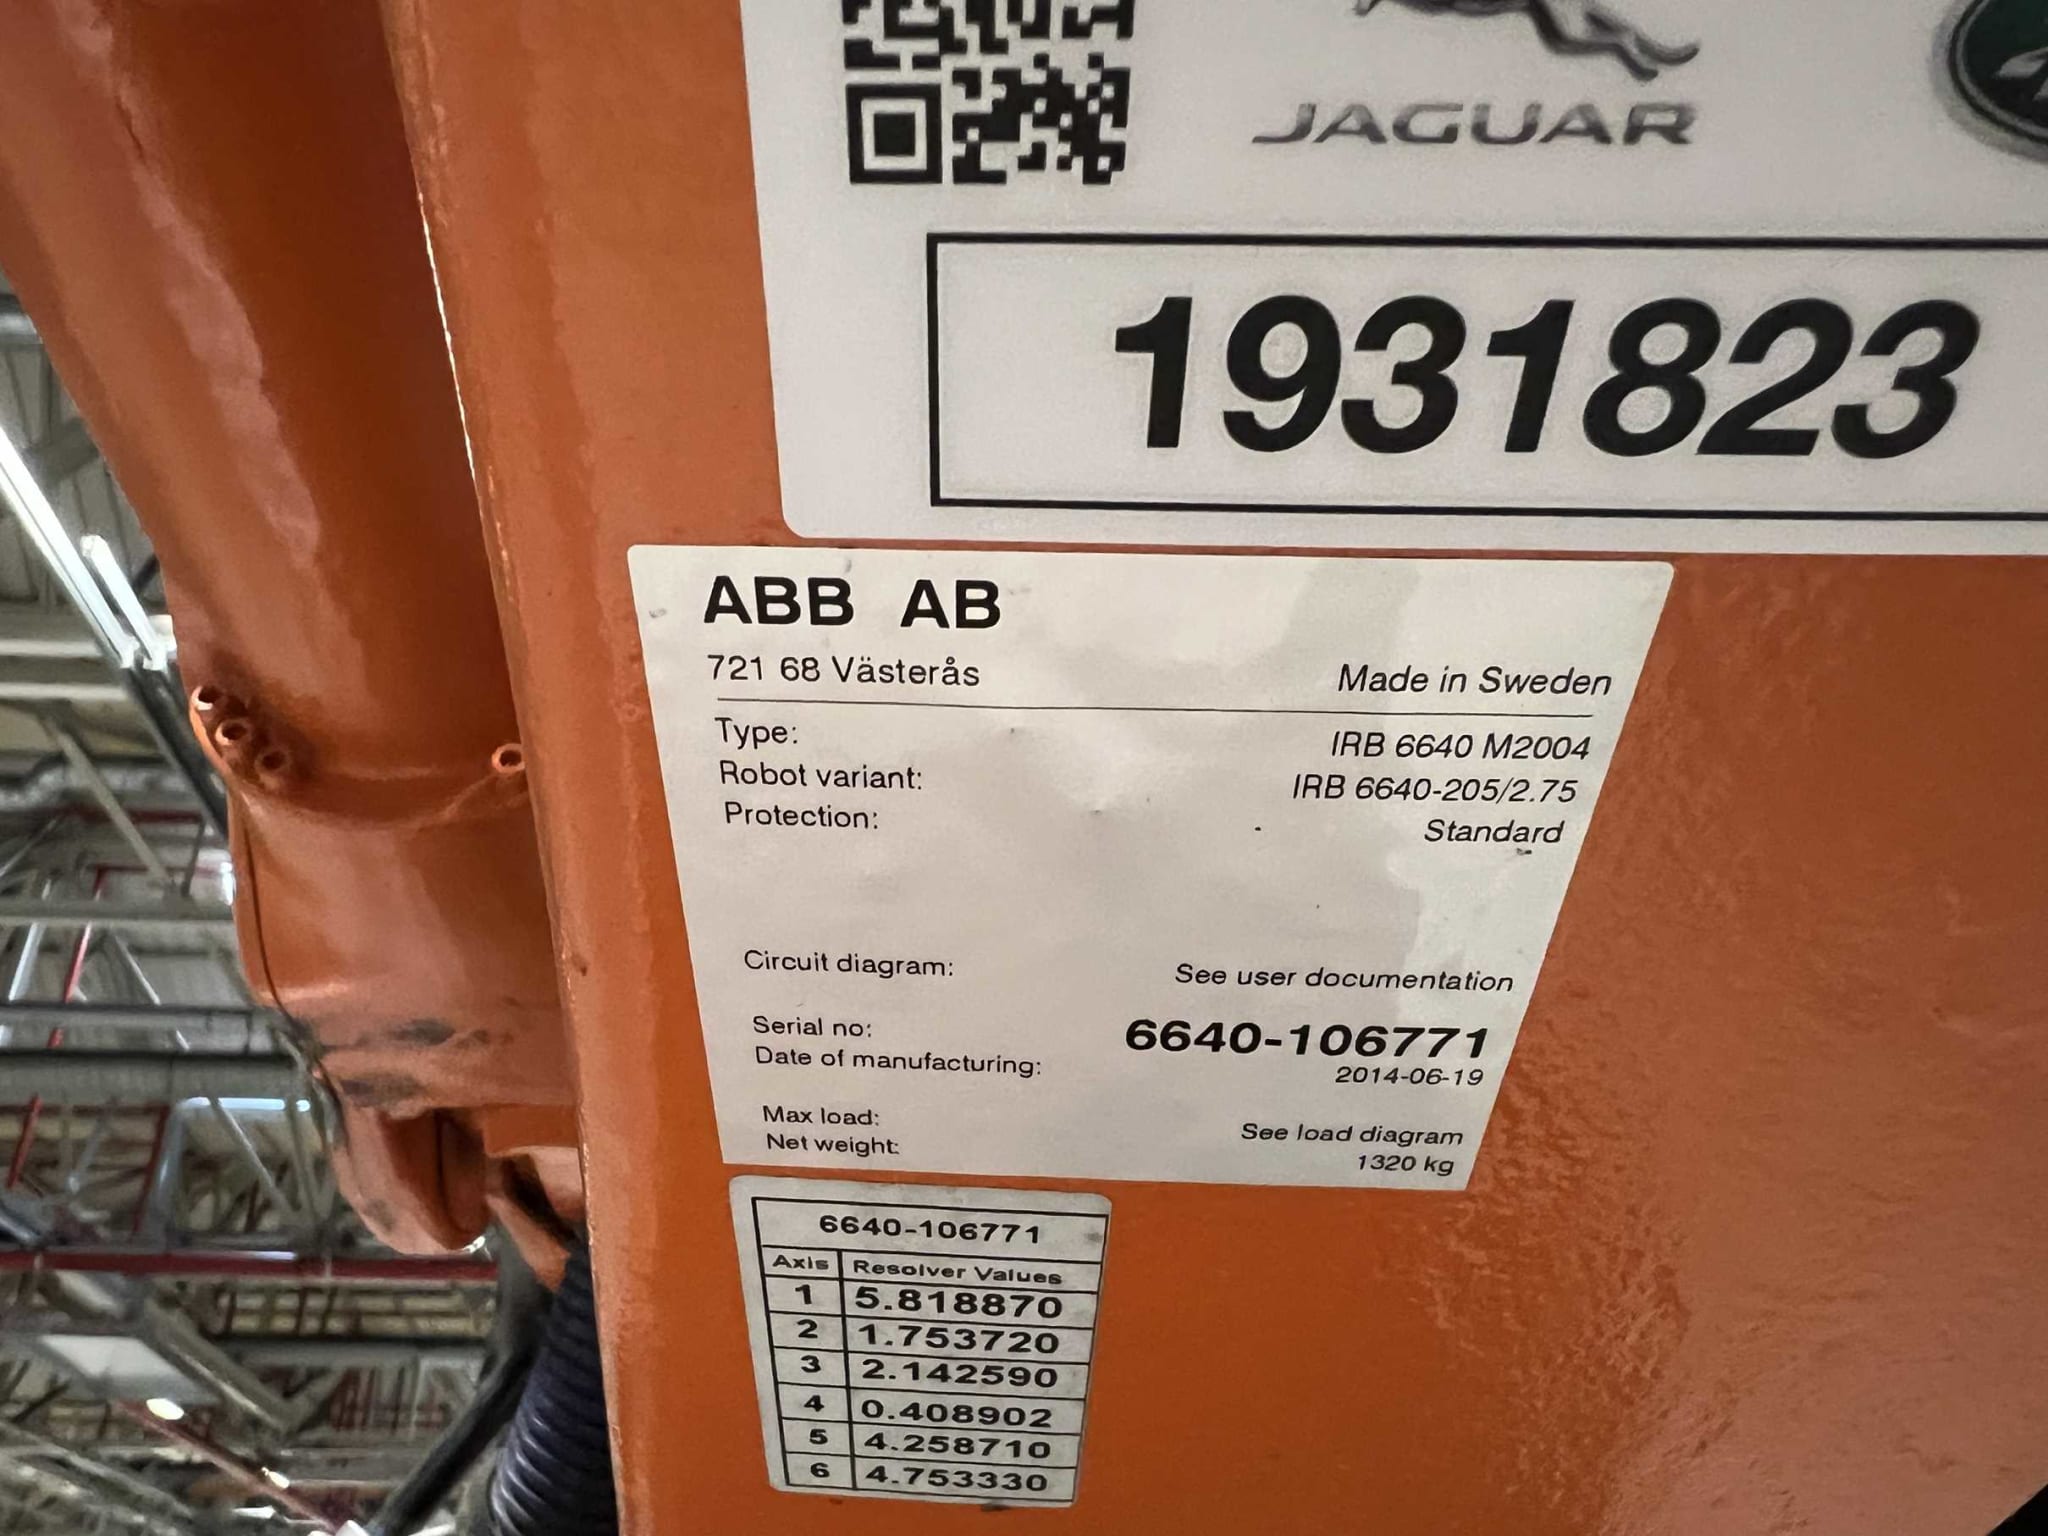 JAGUAR
1931823
ABB AB
721 68 Västerås
Made in Sweden
Type: IRB 6640 M2004
Robot variant: IRB 6640-205/2.75
Protection: Standard
Circuit diagram: See user documentation
Serial no: 6640-106771
Date of manufacturing: 2014-06-19
Max load: See load diagram
Net weight: 1320 kg
6640-106771
Axis Resolver Values
1 5.818870
2 1.753720
3 2.142590
4 0.408902
5 4.258710
6 4.753330